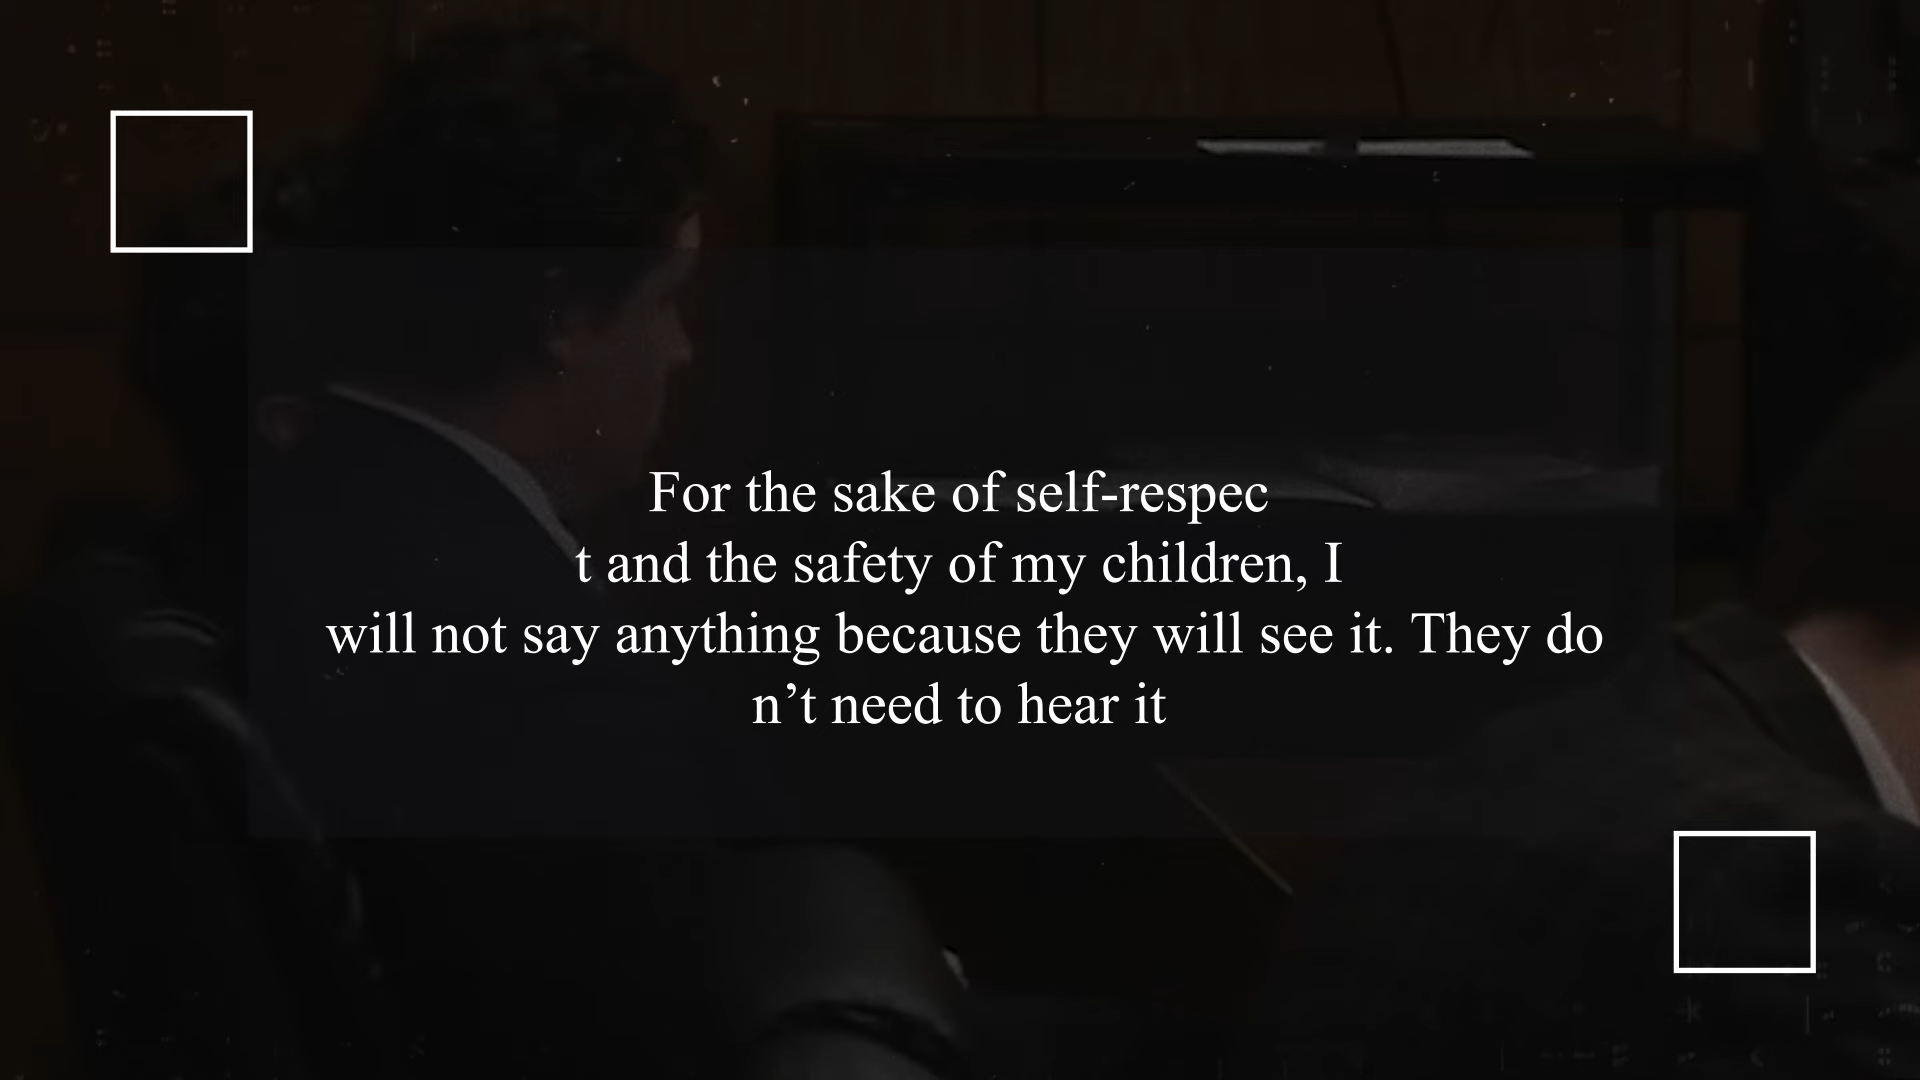 For the sake of self-respec
t and the safety of my children, I
will not say anything because they will see it. They do
n’t need to hear it